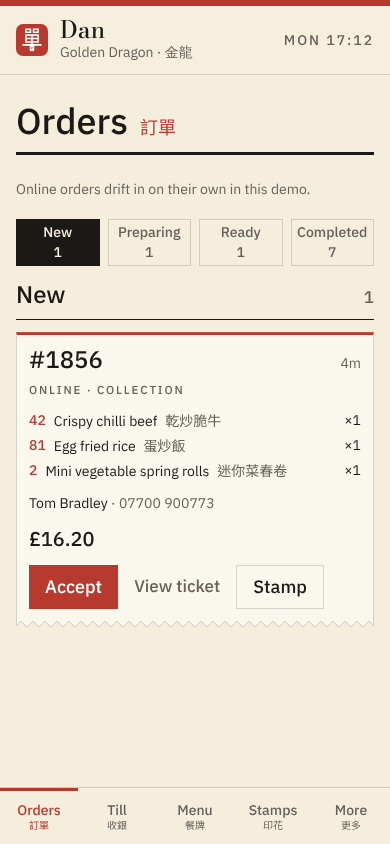 單
Dan
Golden Dragon · 金龍
MON 17:12
Orders 訂單
Online orders drift in on their own in this demo.
New
1
Preparing
1
Ready
1
Completed
7
New 1
#1856 4m
ONLINE · COLLECTION
42 Crispy chilli beef 乾炒脆牛 ×1
81 Egg fried rice 蛋炒飯 ×1
2 Mini vegetable spring rolls 迷你菜春卷 ×1
Tom Bradley · 07700 900773
£16.20
Accept View ticket Stamp
Orders
訂單
Till
收銀
Menu
餐牌
Stamps
印花
More
更多